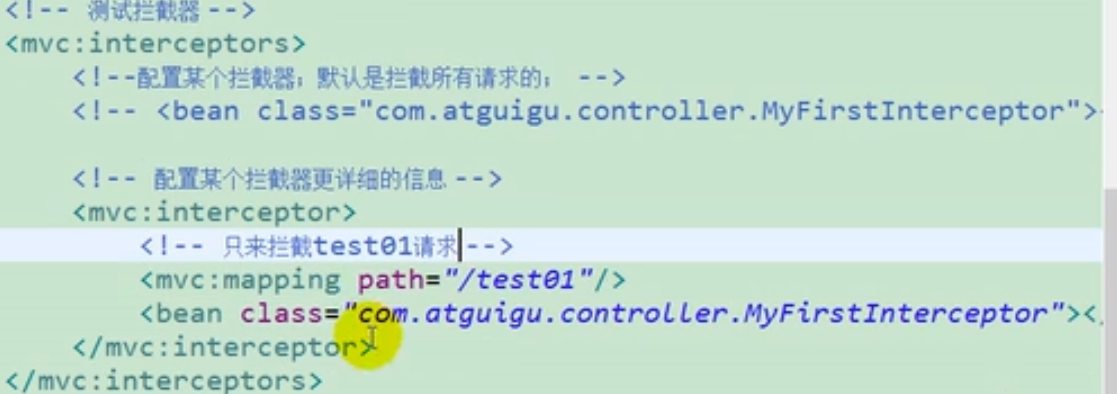 <!-- 测试拦截器 -->
<mvc:interceptors>
<!--配置某个拦截器；默认是拦截所有请求的； -->
<!-- <bean class="com.atguigu.controller.MyFirstInterceptor">
<!-- 配置某个拦截器更详细的信息 -->
<mvc:interceptor>
<!-- 只来拦截test01请求-->
<mvc:mapping path="/test01"/>
<bean class="com.atguigu.controller.MyFirstInterceptor"><
</mvc:interceptor>
</mvc:interceptors>